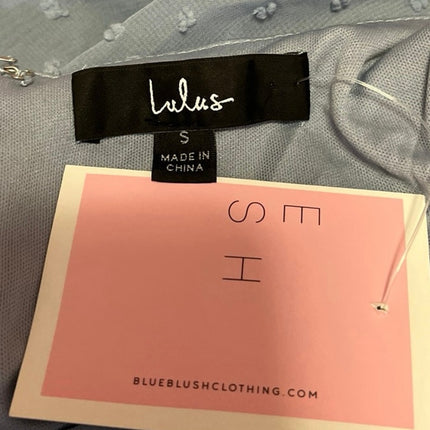 Lulus
S
MADE IN
CHINA
S E
H
BLUEBLUSHCLOTHING.COM